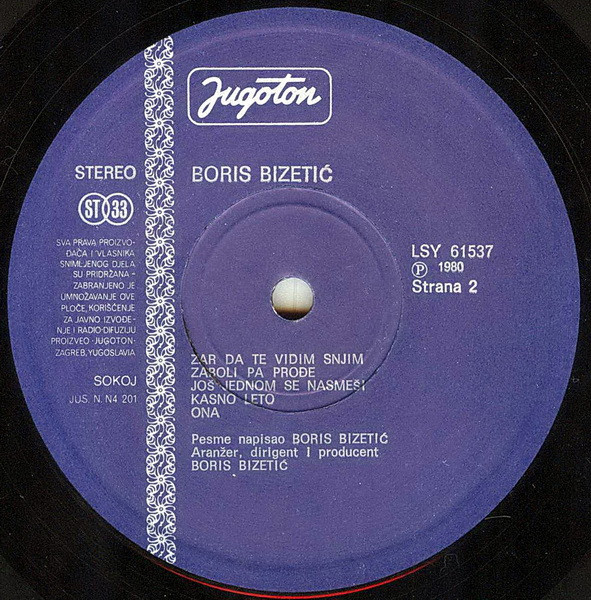 Jugoton
STEREO
BORIS BIZETIĆ
ST 33
SVA PRAVA PROIZVO-
ĐAČA I VLASNIKA
SNIMLJENOG DJELA
SU PRIDRŽANA -
ZABRANJENO JE
UMNOŽAVANJE OVE
PLOČE, KORIŠĆENJE
ZA JAVNO IZVOĐE-
NJE I RADIO-DIFUZIJU
PROIZVEO ·JUGOTON·
ZAGREB, YUGOSLAVIA
SOKOJ
JUS. N. N4 201
LSY 61537
Ⓟ 1980
Strana 2
ZAR DA TE VIDIM SNJIM
ZABOLI PA PROĐE
JOŠ JEDNOM SE NASMEŠI
KASNO LETO
ONA
Pesme napisao BORIS BIZETIĆ
Aranžer, dirigent i producent
BORIS BIZETIĆ